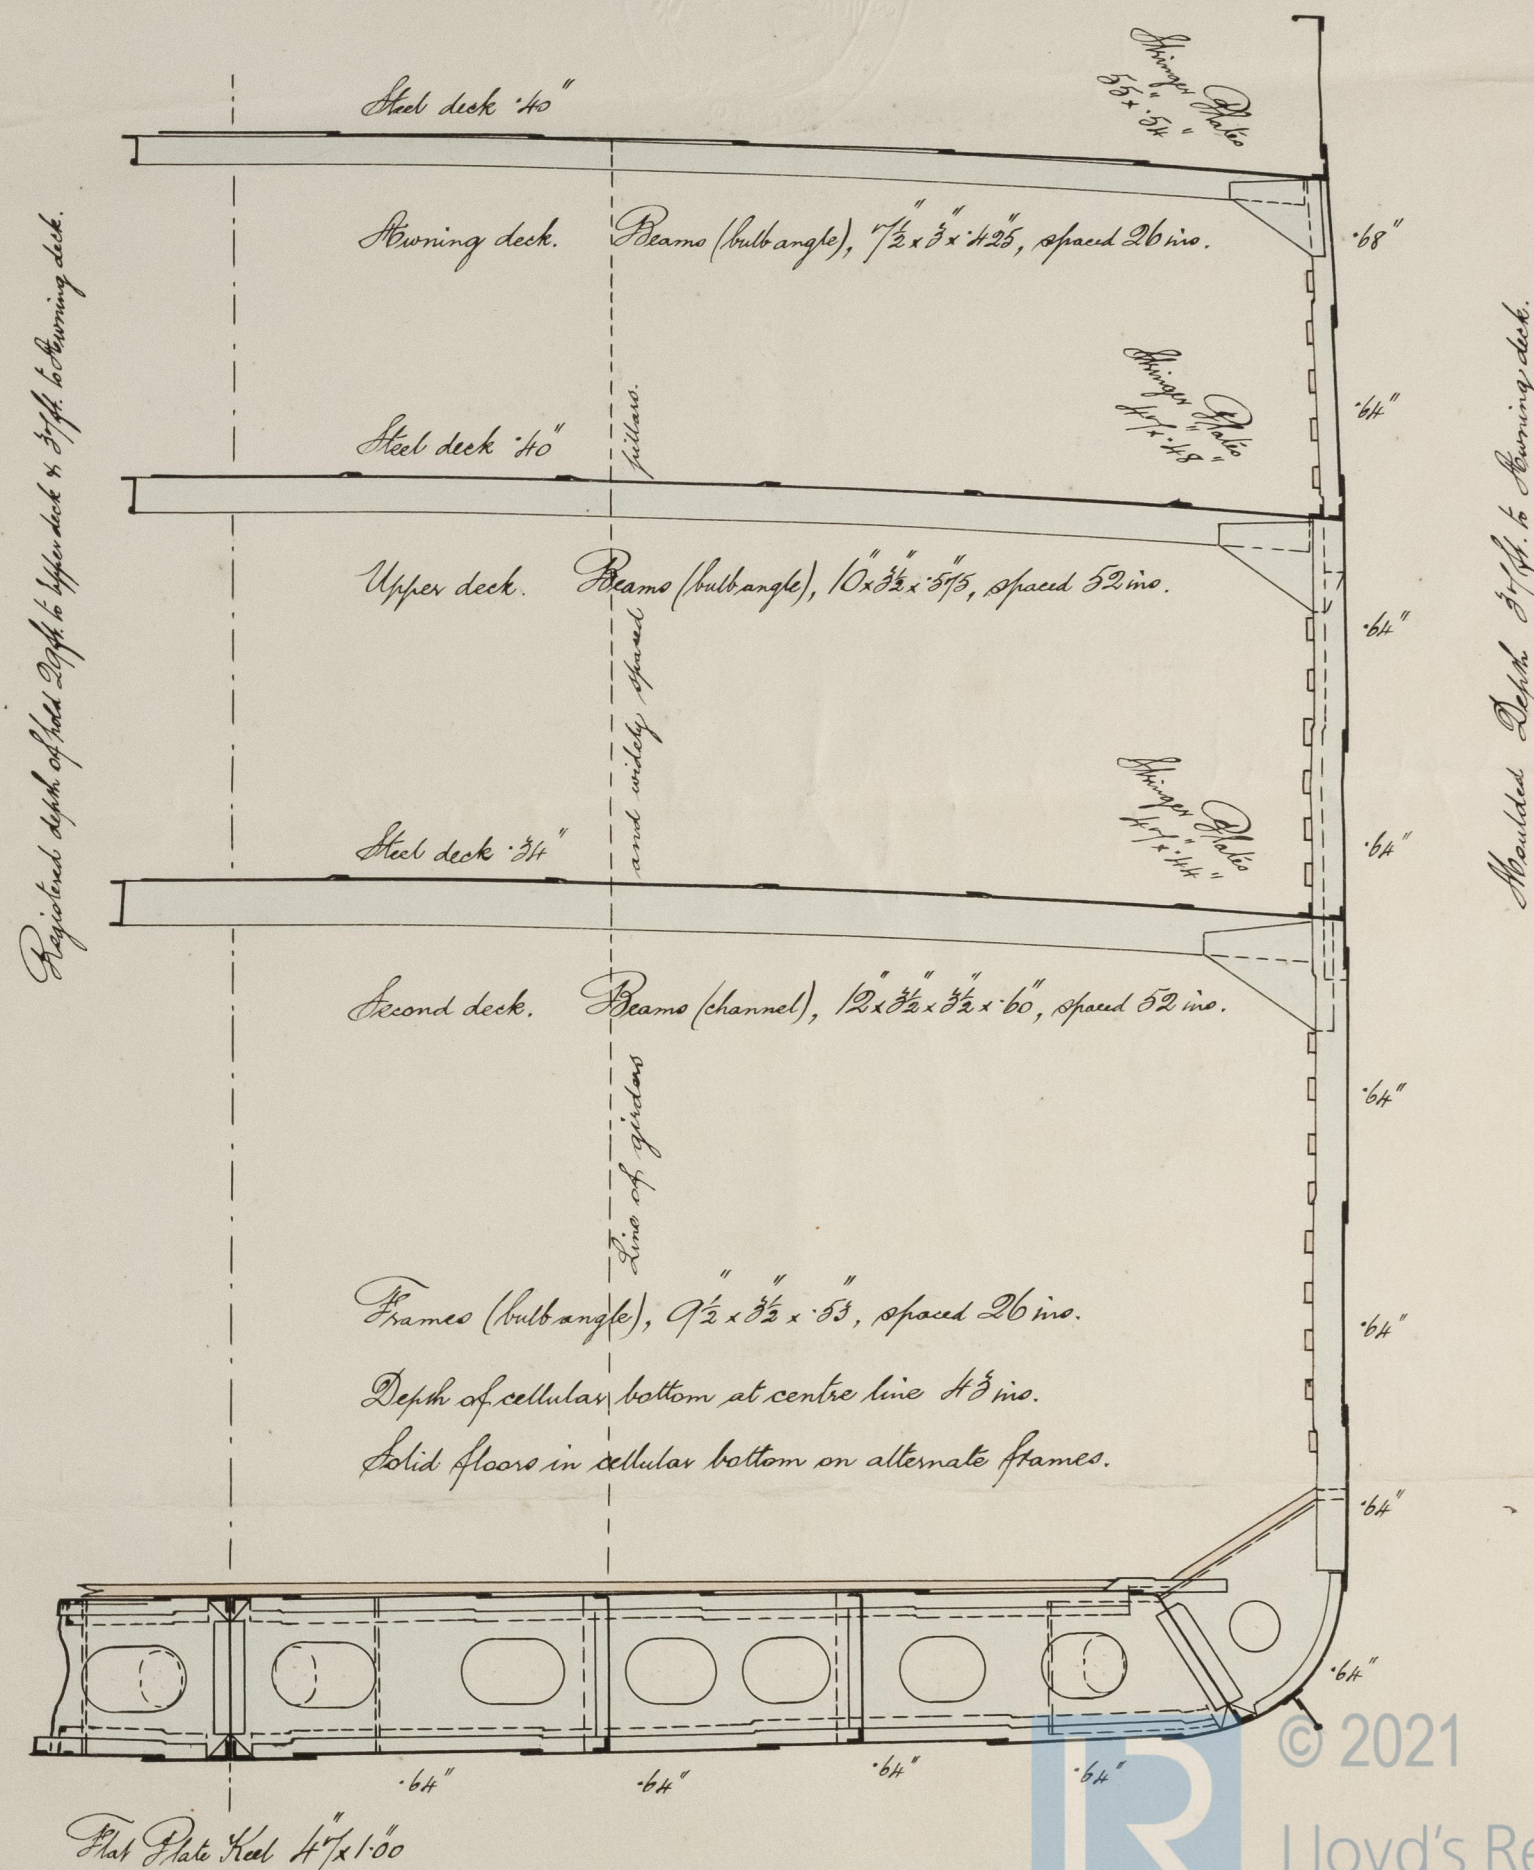 Steel deck ·40"
Stringer Plates
55" x ·54"
Awning deck. Beams (bulb angle), 7½" x 3" x ·425", spaced 26 ins.
·68"
Registered depth of hold 29ft. to upper deck & 37ft. to Awning deck.
Moulded Depth 37ft. to Awning deck.
Stringer Plates
47" x ·48"
·64"
Steel deck ·40"
Upper deck. Beams (bulb angle), 10" x 3½" x ·575", spaced 52 ins.
·64"
Line of girders and widely spaced pillars.
Stringer Plates
47" x ·44"
·64"
Steel deck ·34"
Second deck. Beams (channel), 12" x 3½" x 3½" x ·60", spaced 52 ins.
·64"
Frames (bulb angle), 9½" x 3½" x ·53", spaced 26 ins.
·64"
Depth of cellular bottom at centre line 43 ins.
Solid floors in cellular bottom on alternate frames.
·64"
·64"
·64"
·64"
·64"
·64"
Flat Plate Keel 47" x 1·00"
© 2021
Lloyd's Re